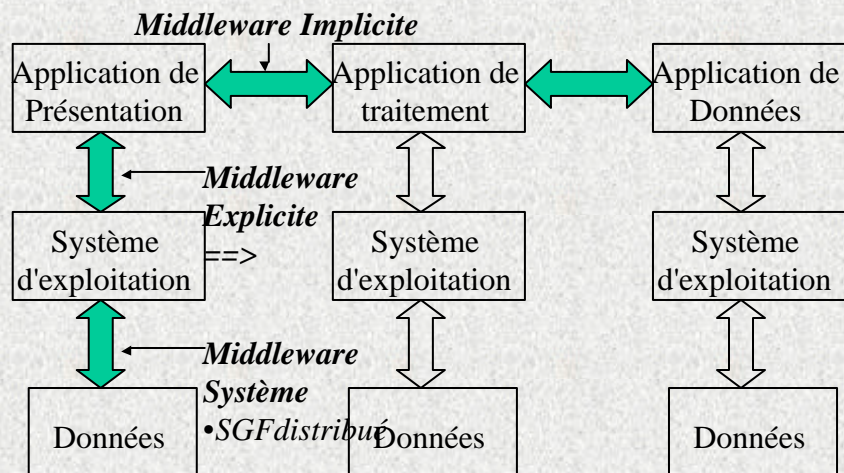 Middleware Implicite
Application de
Présentation
Application de
traitement
Application de
Données
Middleware
Explicite
==>
Système
d'exploitation
Système
d'exploitation
Système
d'exploitation
Middleware
Système
•SGFdistribué
Données
Données
Données